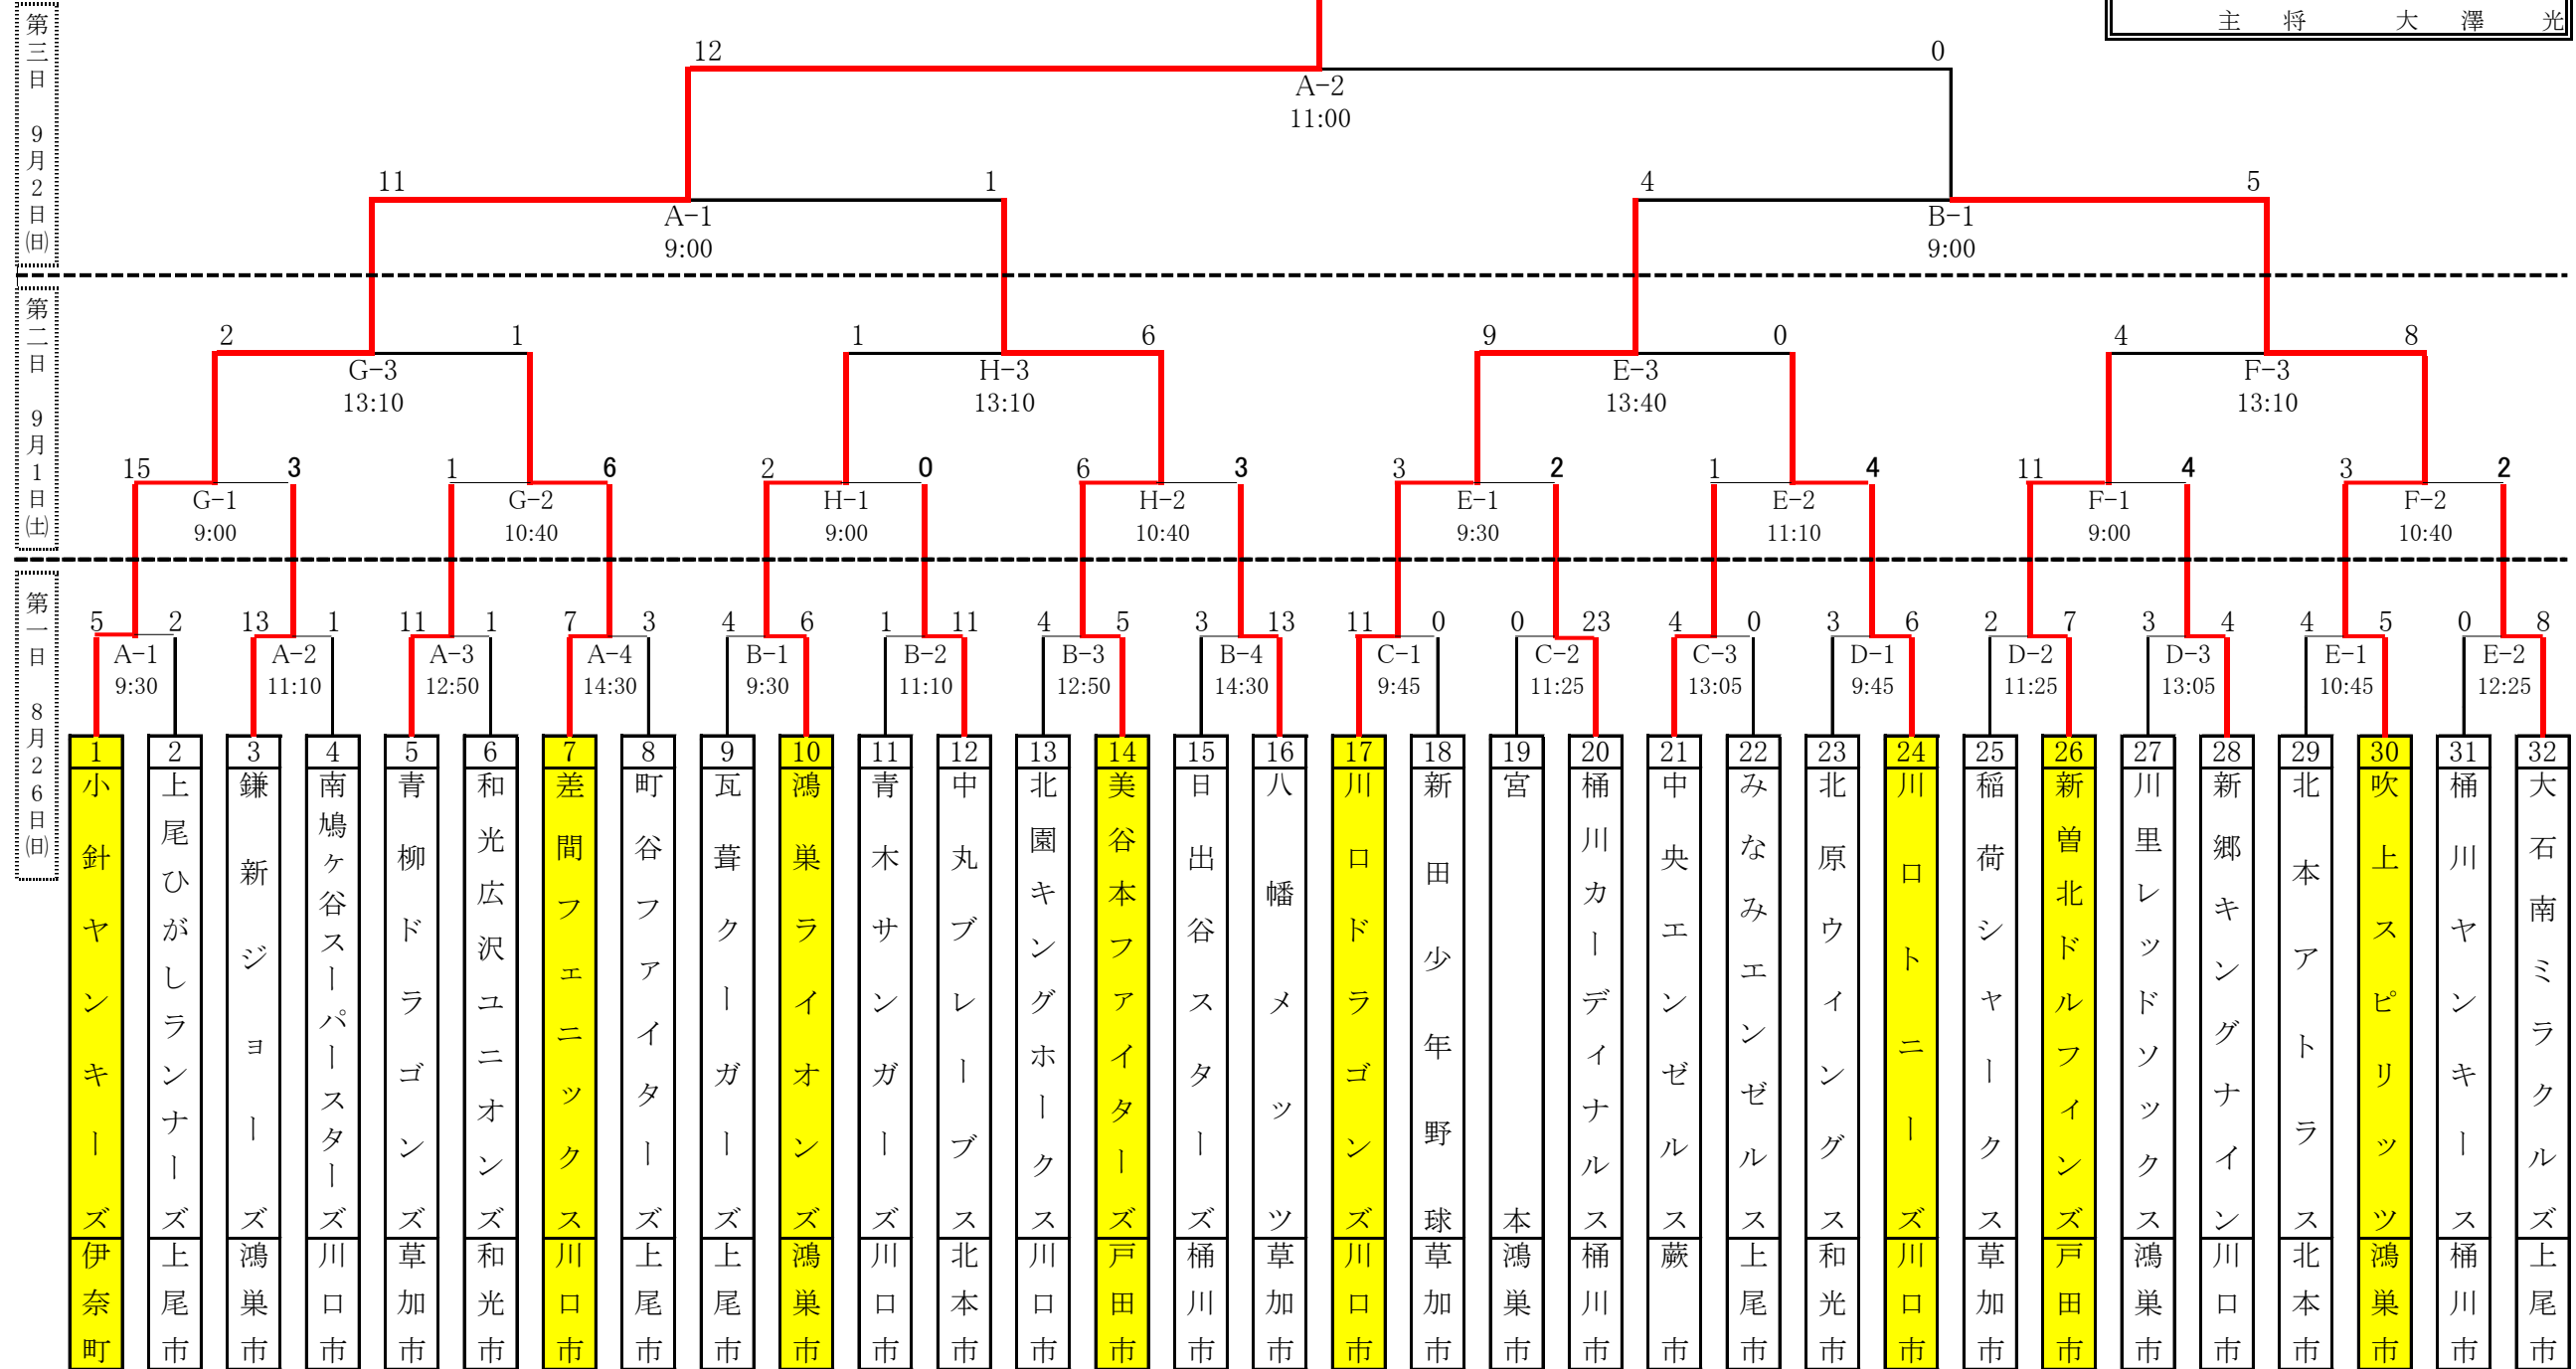 主将 大澤 光
第三日 9月2日(日)
12 0
A-2
11:00
11 1 4 5
A-1 B-1
9:00 9:00
第二日 9月1日(土)
2 1 1 6 9 0 4 8
G-3 H-3 E-3 F-3
13:10 13:10 13:40 13:10
15 3 1 6 2 0 6 3 3 2 1 4 11 4 3 2
G-1 G-2 H-1 H-2 E-1 E-2 F-1 F-2
9:00 10:40 9:00 10:40 9:30 11:10 9:00 10:40
第一日 8月26日(日)
5 2 13 1 11 1 7 3 4 6 1 11 4 5 3 13 11 0 0 23 4 0 3 6 2 7 3 4 4 5 0 8
A-1 A-2 A-3 A-4 B-1 B-2 B-3 B-4 C-1 C-2 C-3 D-1 D-2 D-3 E-1 E-2
9:30 11:10 12:50 14:30 9:30 11:10 12:50 14:30 9:45 11:25 13:05 9:45 11:25 13:05 10:45 12:25
1 小針ヤンキーズ 伊奈町
2 上尾ひがしランナーズ 上尾市
3 鎌新ジョーズ 鴻巣市
4 南鳩ヶ谷スーパースターズ 川口市
5 青柳ドラゴンズ 草加市
6 和光広沢ユニオンズ 和光市
7 差間フェニックス 川口市
8 町谷ファイターズ 上尾市
9 瓦葺クーガーズ 上尾市
10 鴻巣ライオンズ 鴻巣市
11 青木サンガーズ 川口市
12 中丸ブレーブス 北本市
13 北園キングホークス 川口市
14 美谷本ファイターズ 戸田市
15 日出谷スターズ 桶川市
16 八幡メッツ 草加市
17 川口ドラゴンズ 川口市
18 新田少年野球 草加市
19 宮本 鴻巣市
20 桶川カーディナルス 桶川市
21 中央エンゼルス 蕨市
22 みなみエンゼルス 上尾市
23 北原ウィングス 和光市
24 川口トニーズ 川口市
25 稲荷シャークス 草加市
26 新曽北ドルフィンズ 戸田市
27 川里レッドソックス 鴻巣市
28 新郷キングナイン 川口市
29 北本アトラス 北本市
30 吹上スピリッツ 鴻巣市
31 桶川ヤンキース 桶川市
32 大石南ミラクルズ 上尾市